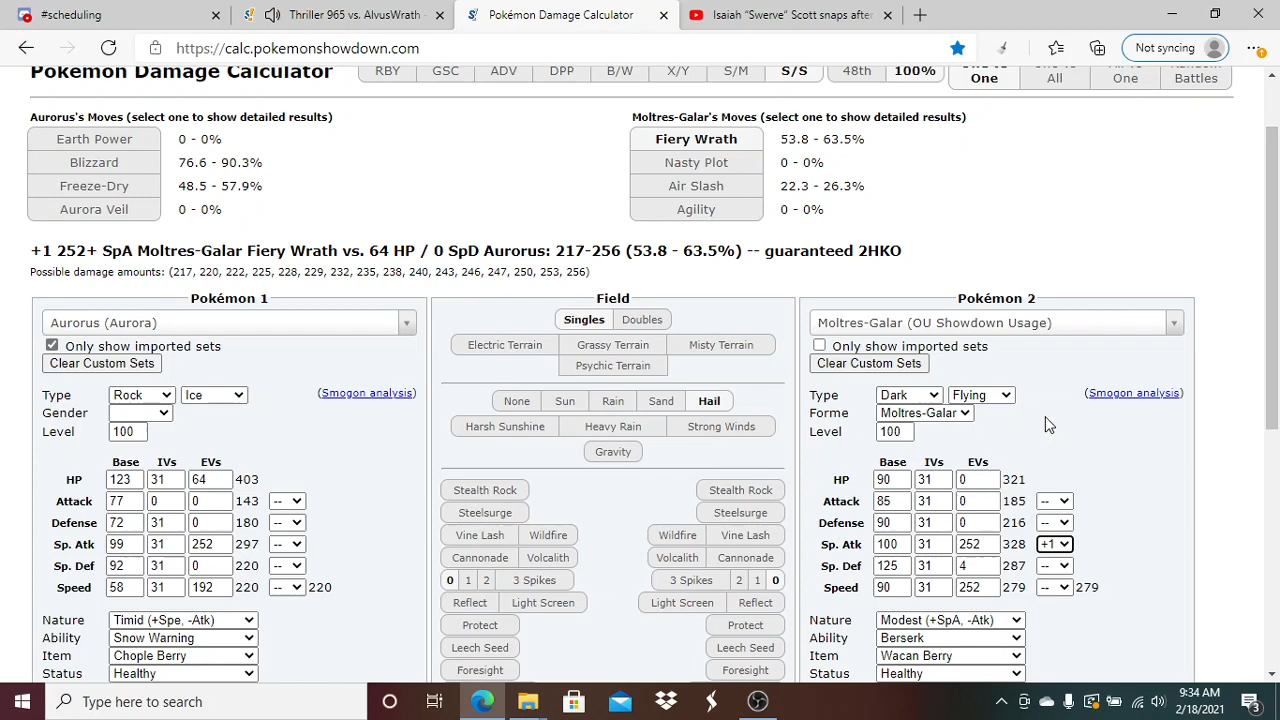 #scheduling
Thriller 965 vs. AlvusWrath -
Pokémon Damage Calculator
Isaiah "Swerve" Scott snaps after
https://calc.pokemonshowdown.com
Not syncing
Pokemon Damage Calculator
RBY GSC ADV DPP B/W X/Y S/M S/S 48th 100%
One All One Battles
Aurorus's Moves (select one to show detailed results)
Earth Power 0 - 0%
Blizzard 76.6 - 90.3%
Freeze-Dry 48.5 - 57.9%
Aurora Veil 0 - 0%
Moltres-Galar's Moves (select one to show detailed results)
Fiery Wrath 53.8 - 63.5%
Nasty Plot 0 - 0%
Air Slash 22.3 - 26.3%
Agility 0 - 0%
+1 252+ SpA Moltres-Galar Fiery Wrath vs. 64 HP / 0 SpD Aurorus: 217-256 (53.8 - 63.5%) -- guaranteed 2HKO
Possible damage amounts: (217, 220, 222, 225, 228, 229, 232, 235, 238, 240, 243, 246, 247, 250, 253, 256)
Pokémon 1
Aurorus (Aurora)
Only show imported sets
Clear Custom Sets
Type Rock Ice (Smogon analysis)
Gender
Level 100
Base IVs EVs
HP 123 31 64 403
Attack 77 0 0 143 --
Defense 72 31 0 180 --
Sp. Atk 99 31 252 297 --
Sp. Def 92 31 0 220 --
Speed 58 31 192 220 -- 220
Nature Timid (+Spe, -Atk)
Ability Snow Warning
Item Chople Berry
Status Healthy
Field
Singles Doubles
Electric Terrain Grassy Terrain Misty Terrain
Psychic Terrain
None Sun Rain Sand Hail
Harsh Sunshine Heavy Rain Strong Winds
Gravity
Stealth Rock Stealth Rock
Steelsurge Steelsurge
Vine Lash Wildfire Wildfire Vine Lash
Cannonade Volcalith Volcalith Cannonade
0 1 2 3 Spikes 3 Spikes 2 1 0
Reflect Light Screen Light Screen Reflect
Protect Protect
Leech Seed Leech Seed
Foresight Foresight
Pokémon 2
Moltres-Galar (OU Showdown Usage)
Only show imported sets
Clear Custom Sets
Type Dark Flying (Smogon analysis)
Forme Moltres-Galar
Level 100
Base IVs EVs
HP 90 31 0 321
Attack 85 31 0 185 --
Defense 90 31 0 216 --
Sp. Atk 100 31 252 328 +1
Sp. Def 125 31 4 287 --
Speed 90 31 252 279 -- 279
Nature Modest (+SpA, -Atk)
Ability Berserk
Item Wacan Berry
Status Healthy
Type here to search
9:34 AM
2/18/2021
3